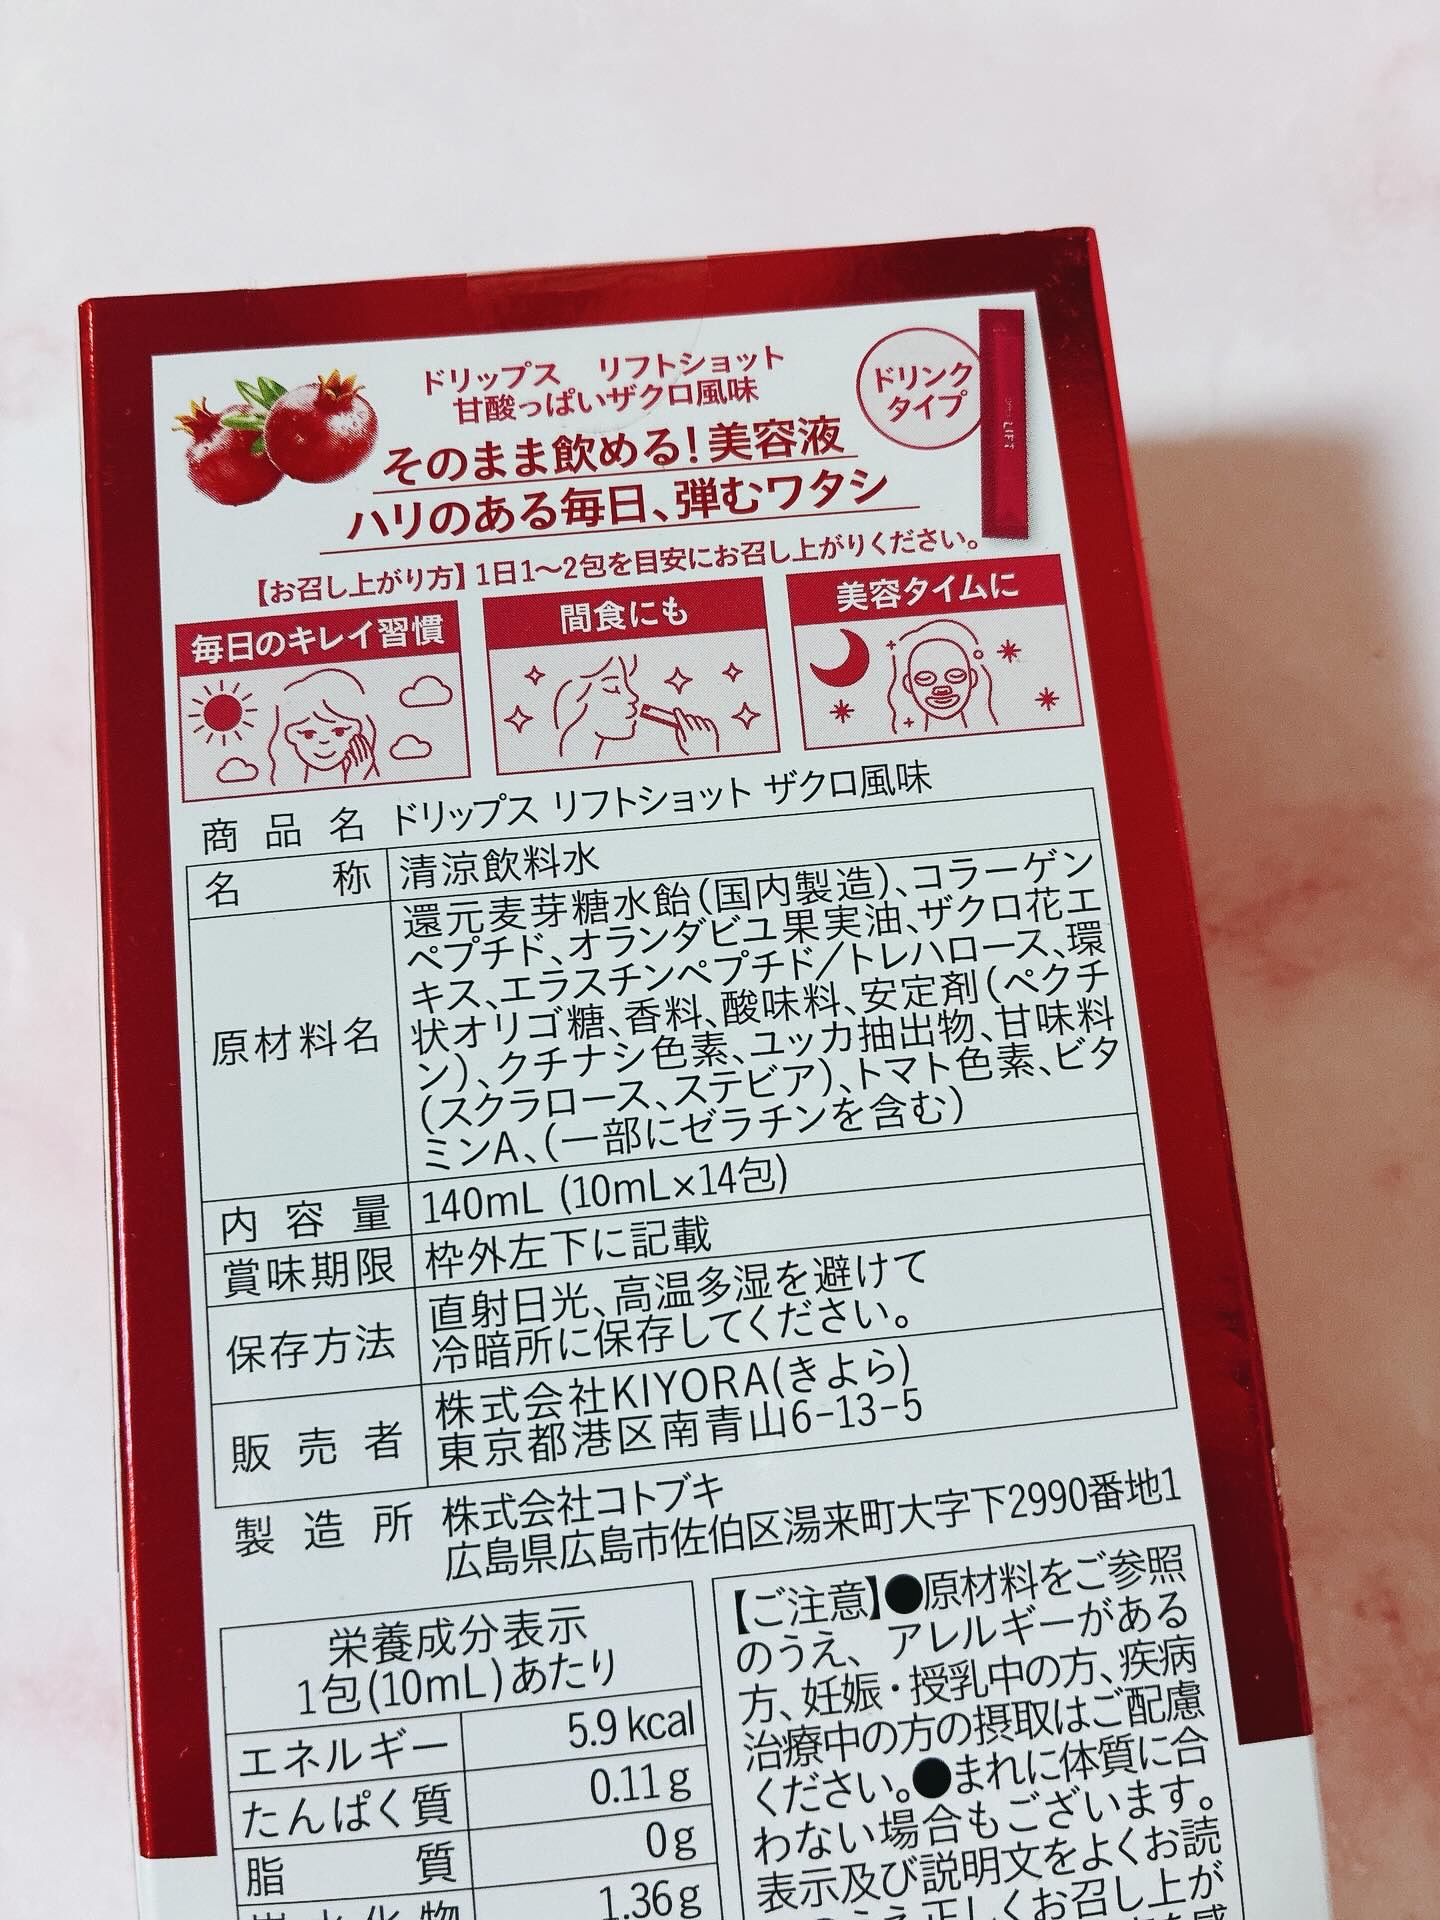 ドリップス リフトショット
甘酸っぱいザクロ風味
ドリンク
タイプ
そのまま飲める!美容液
ハリのある毎日、弾むワタシ
【お召し上がり方】1日1〜2包を目安にお召し上がりください。
毎日のキレイ習慣
間食にも
美容タイムに
商品名 ドリップス リフトショット ザクロ風味
名称 清涼飲料水
原材料名
還元麦芽糖水飴(国内製造)、コラーゲン
ペプチド、オランダビユ果実油、ザクロ花エ
キス、エラスチンペプチド/トレハロース、環
状オリゴ糖、香料、酸味料、安定剤(ペクチ
ン)、クチナシ色素、ユッカ抽出物、甘味料
(スクラロース、ステビア)、トマト色素、ビタ
ミンA、(一部にゼラチンを含む)
内容量 140mL (10mL×14包)
賞味期限 枠外左下に記載
保存方法
直射日光、高温多湿を避けて
冷暗所に保存してください。
販売者
株式会社KIYORA(きよら)
東京都港区南青山6-13-5
製造所 株式会社コトブキ
広島県広島市佐伯区湯来町大字下2990番地1
栄養成分表示
1包(10mL)あたり
エネルギー 5.9kcal
たんぱく質 0.11g
脂質 0g
1.36g
【ご注意】●原材料をご参照
のうえ、アレルギーがある
方、妊娠・授乳中の方、疾病
治療中の方の摂取はご配慮
ください。●まれに体質に合
わない場合もございます。
表示及び説明文をよくお読
うえ正しくお召し上が